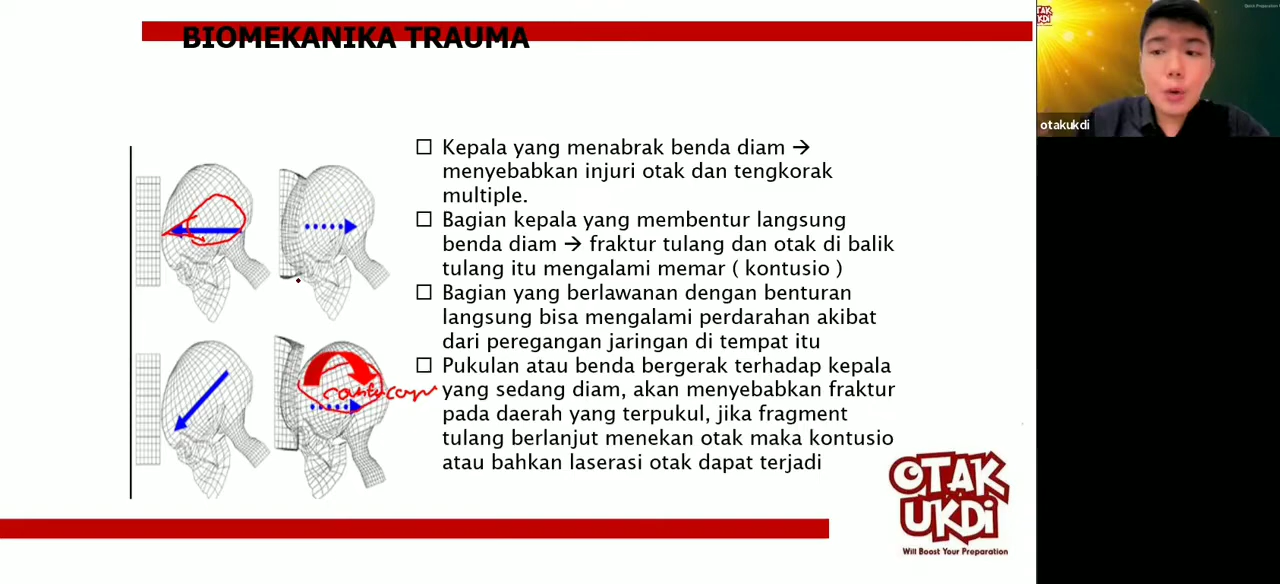 BIOMEKANIKA TRAUMA
□ Kepala yang menabrak benda diam →
menyebabkan injuri otak dan tengkorak
multiple.
□ Bagian kepala yang membentur langsung
benda diam → fraktur tulang dan otak di balik
tulang itu mengalami memar ( kontusio )
□ Bagian yang berlawanan dengan benturan
langsung bisa mengalami perdarahan akibat
dari peregangan jaringan di tempat itu
□ Pukulan atau benda bergerak terhadap kepala
yang sedang diam, akan menyebabkan fraktur
pada daerah yang terpukul, jika fragment
tulang berlanjut menekan otak maka kontusio
atau bahkan laserasi otak dapat terjadi
OTAK
UKDI
Will Boost Your Preparation
OTAK
UKDI
otakukdi